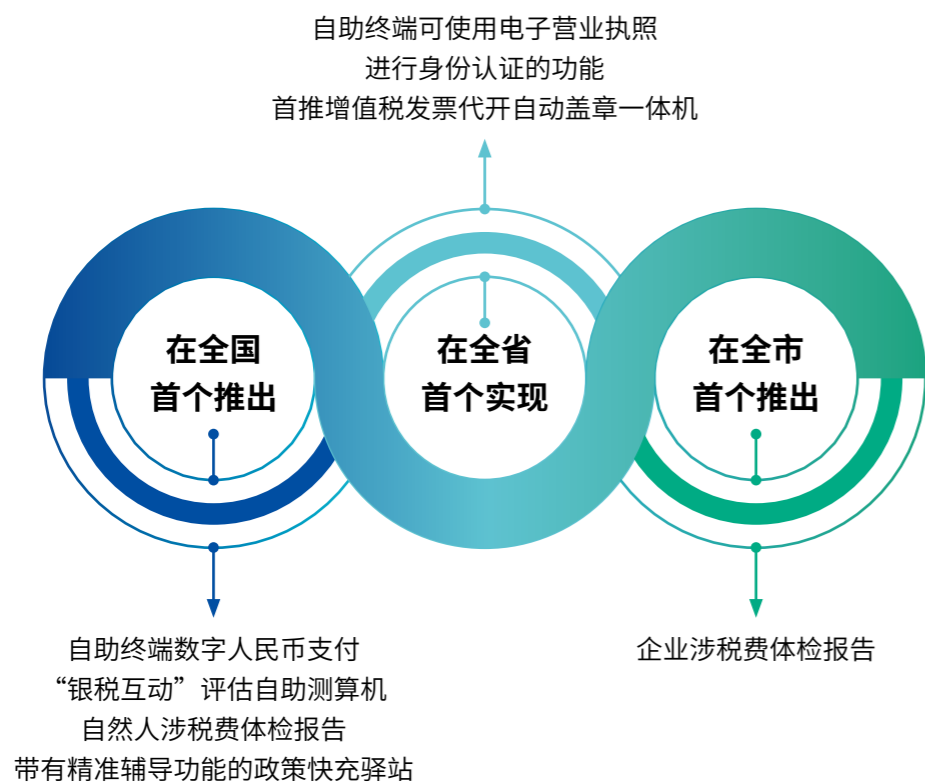 自助终端可使用电子营业执照
进行身份认证的功能
首推增值税发票代开自动盖章一体机
在全国
首个推出
在全省
首个实现
在全市
首个推出
自助终端数字人民币支付
“银税互动”评估自助测算机
自然人涉税费体检报告
带有精准辅导功能的政策快充驿站
企业涉税费体检报告